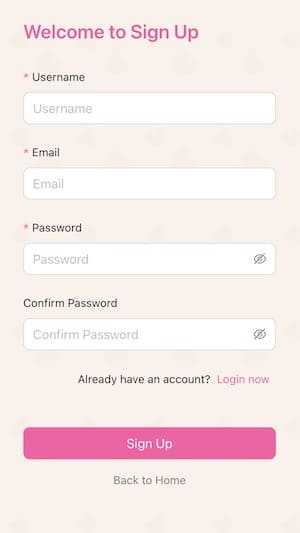 Welcome to Sign Up
* Username
Username
* Email
Email
* Password
Password
Confirm Password
Confirm Password
Already have an account? Login now
Sign Up
Back to Home